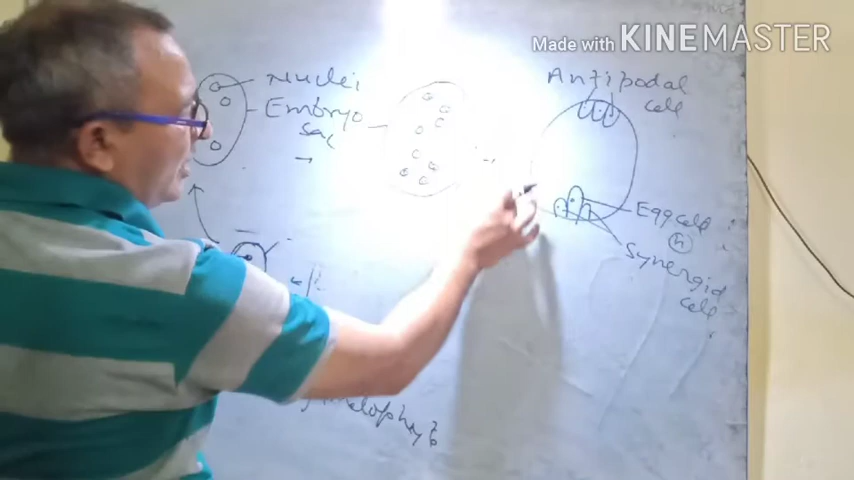 Made with KINEMASTER
Nuclei
Embryo
Sac
Antipodal
cell
Egg cell
n
Synergid
cell